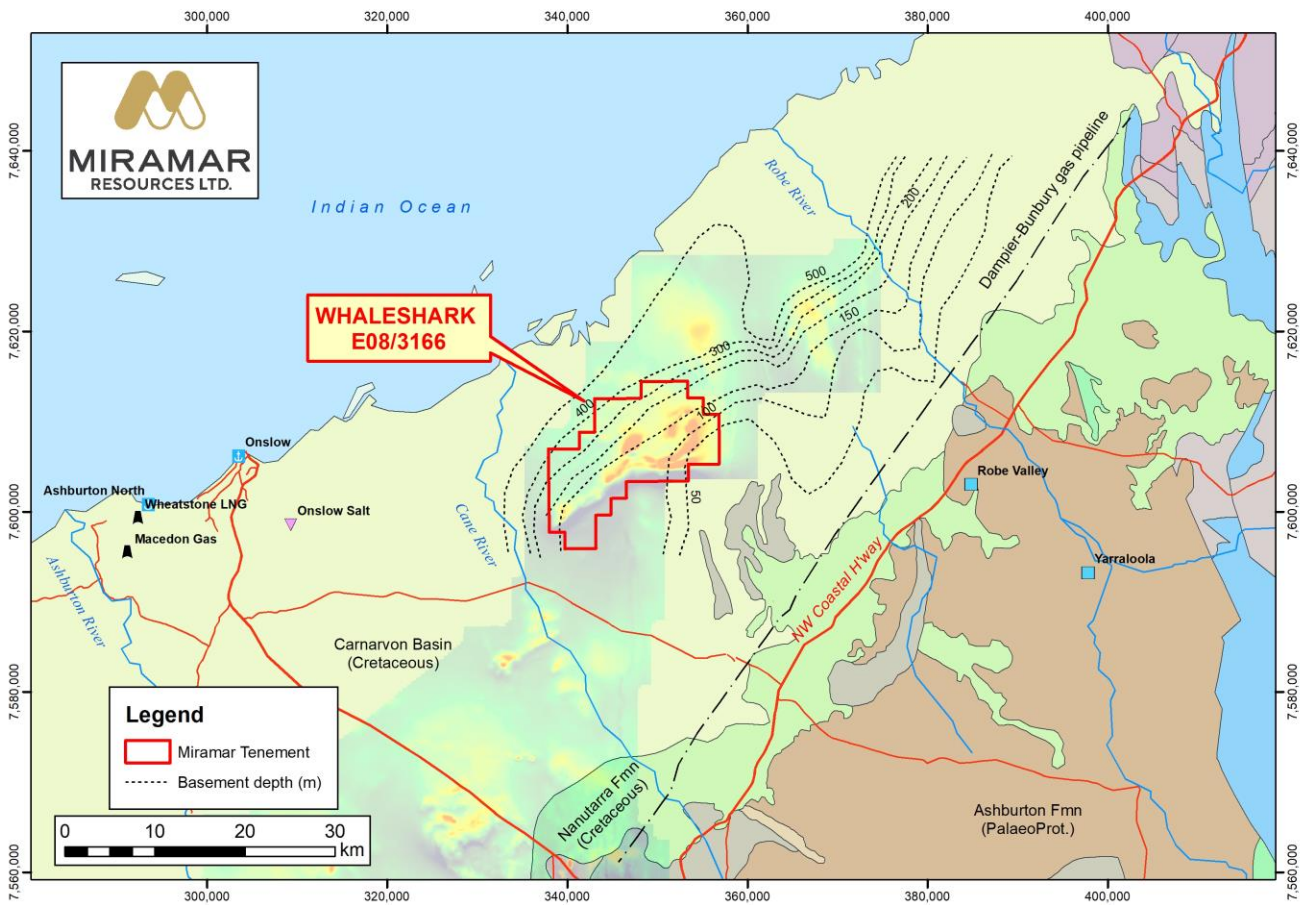 300,000
320,000
340,000
360,000
380,000
400,000
7,640,000
7,640,000
MIRAMAR
RESOURCES LTD.
Indian Ocean
Robe River
200
Dampier-Bunbury gas pipeline
500
150
WHALESHARK
E08/3166
300
7,620,000
7,620,000
400
100
Onslow
Ashburton North
Wheatstone LNG
Onslow Salt
Macedon Gas
Ashburton River
Cane River
50
Robe Valley
7,600,000
7,600,000
Yarraloola
NW Coastal H'way
Carnarvon Basin
(Cretaceous)
7,580,000
7,580,000
Legend
Miramar Tenement
Basement depth (m)
Nanutarra Fmn
(Cretaceous)
Ashburton Fmn
(PalaeoProt.)
0
10
20
30
km
7,560,000
7,560,000
300,000
320,000
340,000
360,000
380,000
400,000